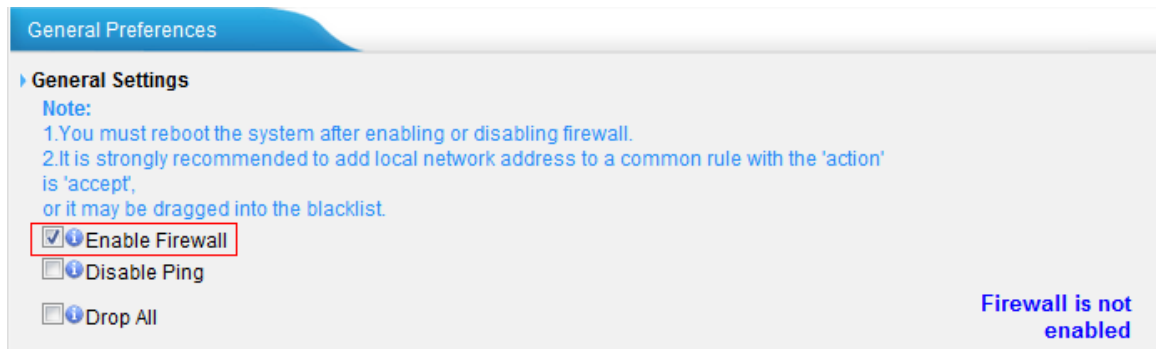 General Preferences
General Settings
Note:
1.You must reboot the system after enabling or disabling firewall.
2.It is strongly recommended to add local network address to a common rule with the 'action'
is 'accept',
or it may be dragged into the blacklist.
Enable Firewall
Disable Ping
Drop All
Firewall is not
enabled